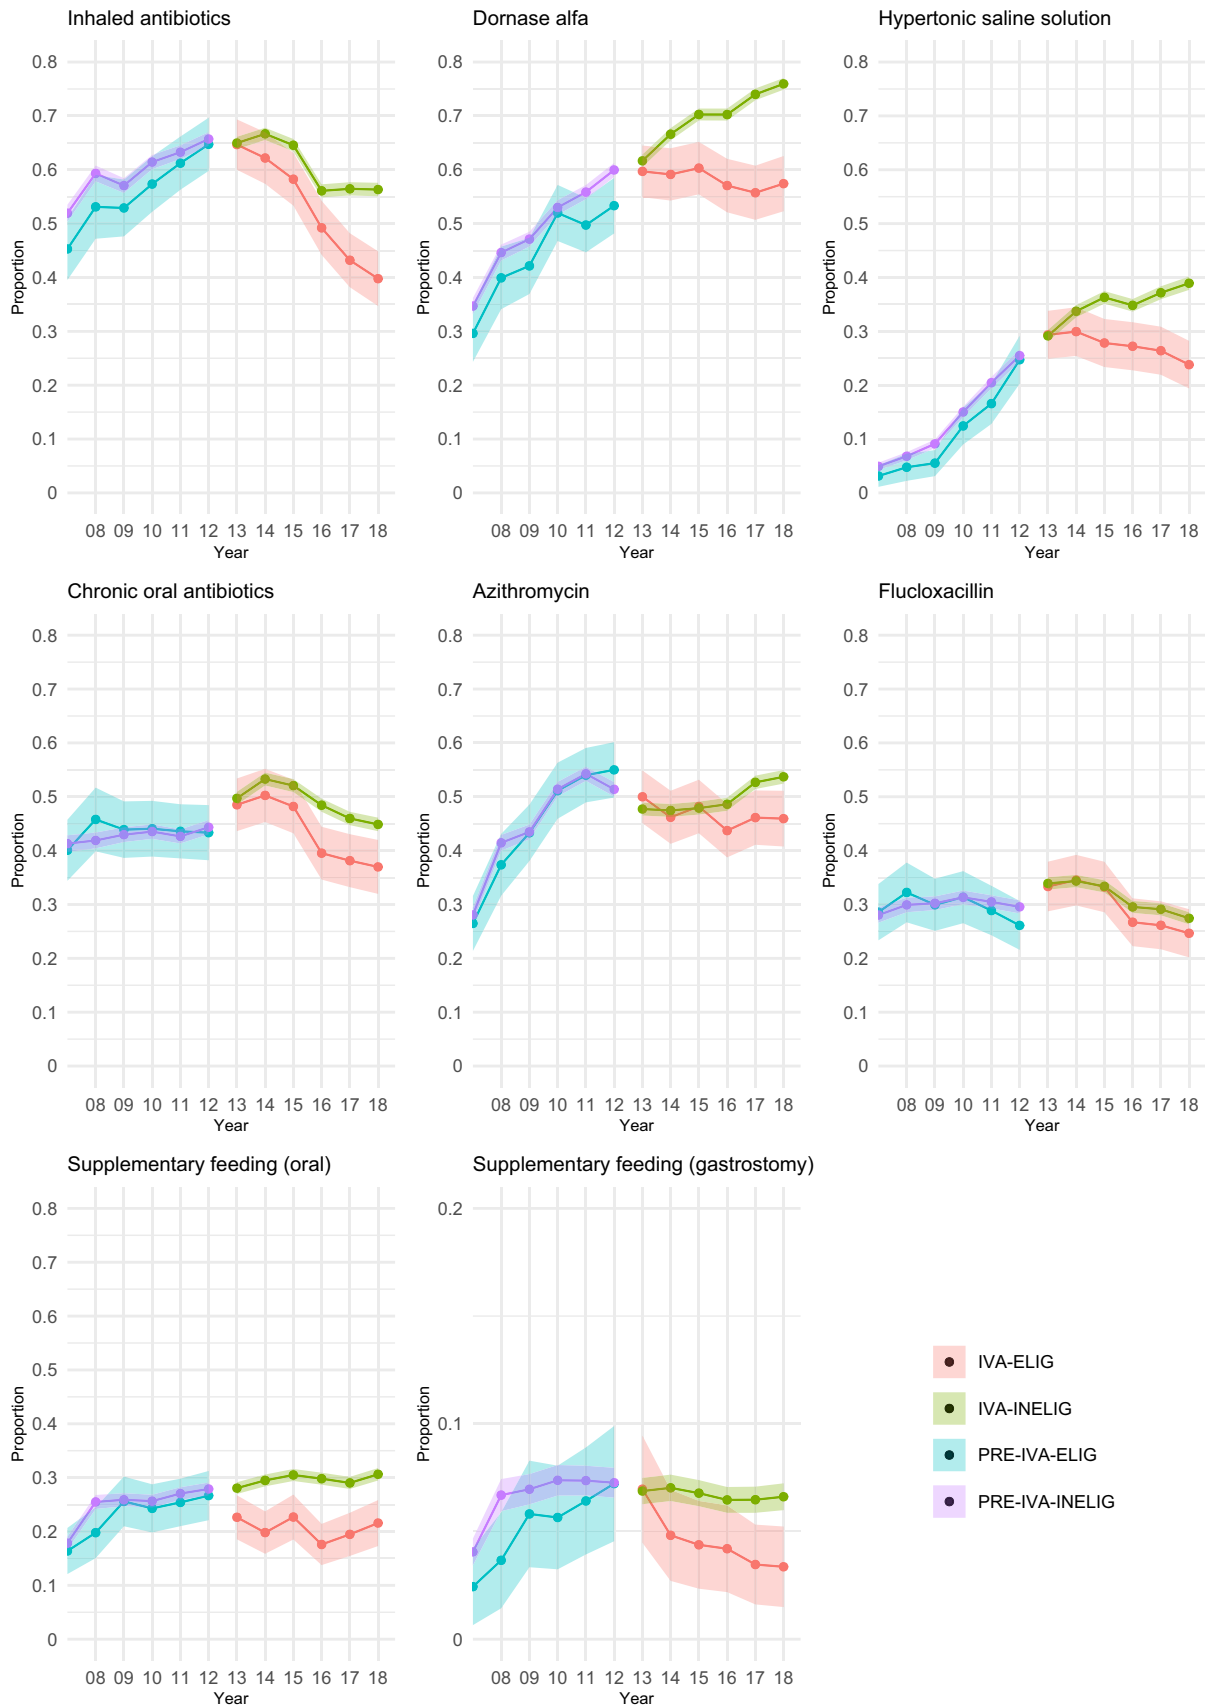 Inhaled antibiotics
Dornase alfa
Hypertonic saline solution
0.8
0.7
0.6
0.5
0.4
0.3
0.2
0.1
0
Proportion
08 09 10 11 12 13 14 15 16 17 18
Year
0.8
0.7
0.6
0.5
0.4
0.3
0.2
0.1
0
Proportion
08 09 10 11 12 13 14 15 16 17 18
Year
0.8
0.7
0.6
0.5
0.4
0.3
0.2
0.1
0
Proportion
08 09 10 11 12 13 14 15 16 17 18
Year
Chronic oral antibiotics
Azithromycin
Flucloxacillin
0.8
0.7
0.6
0.5
0.4
0.3
0.2
0.1
0
Proportion
08 09 10 11 12 13 14 15 16 17 18
Year
0.8
0.7
0.6
0.5
0.4
0.3
0.2
0.1
0
Proportion
08 09 10 11 12 13 14 15 16 17 18
Year
0.8
0.7
0.6
0.5
0.4
0.3
0.2
0.1
0
Proportion
08 09 10 11 12 13 14 15 16 17 18
Year
Supplementary feeding (oral)
Supplementary feeding (gastrostomy)
0.8
0.7
0.6
0.5
0.4
0.3
0.2
0.1
0
Proportion
08 09 10 11 12 13 14 15 16 17 18
Year
0.2
0.1
0
Proportion
08 09 10 11 12 13 14 15 16 17 18
Year
IVA-ELIG
IVA-INELIG
PRE-IVA-ELIG
PRE-IVA-INELIG